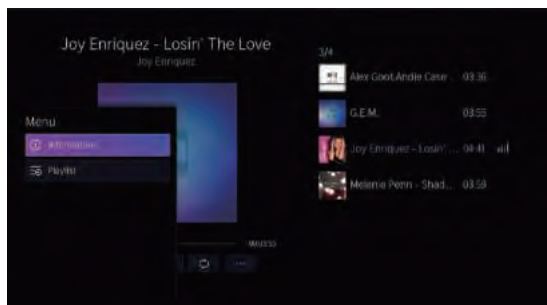 Joy Enriquez - Losin' The Love
Joy Enriquez
3/4
Alex Goot,Andie Case ... 03:36
G.E.M. 03:55
Joy Enriquez - Losin' ... 04:41
Melanie Penn - Shad... 03:59
Menu
Information
Playlist